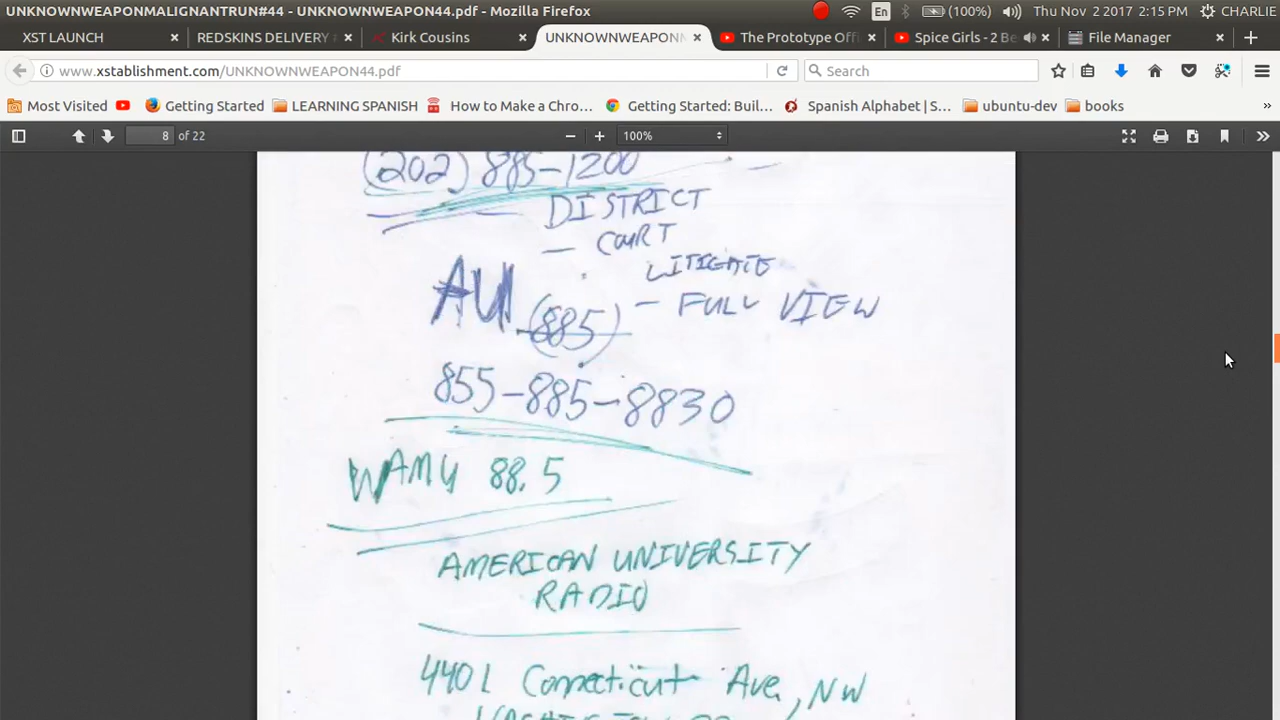 UNKNOWNWEAPONMALIGNANTRUN#44 - UNKNOWNWEAPON44.pdf - Mozilla Firefox
En (100%) Thu Nov 2 2017 2:15 PM CHARLIE
XST LAUNCH × REDSKINS DELIVERY × Kirk Cousins × UNKNOWNWEAPONM × The Prototype Offi × Spice Girls - 2 Be × File Manager ×
www.xstablishment.com/UNKNOWNWEAPON44.pdf Search
Most Visited Getting Started LEARNING SPANISH How to Make a Chro... Getting Started: Buil... Spanish Alphabet | S... ubuntu-dev books
8 of 22 100%
(202) 885-1200
— DISTRICT
— COURT
LITIGATE
AU (885) — FULL VIEW
855-885-8830
WAMU 88.5
AMERICAN UNIVERSITY
RADIO
4401 Connecticut Ave, NW